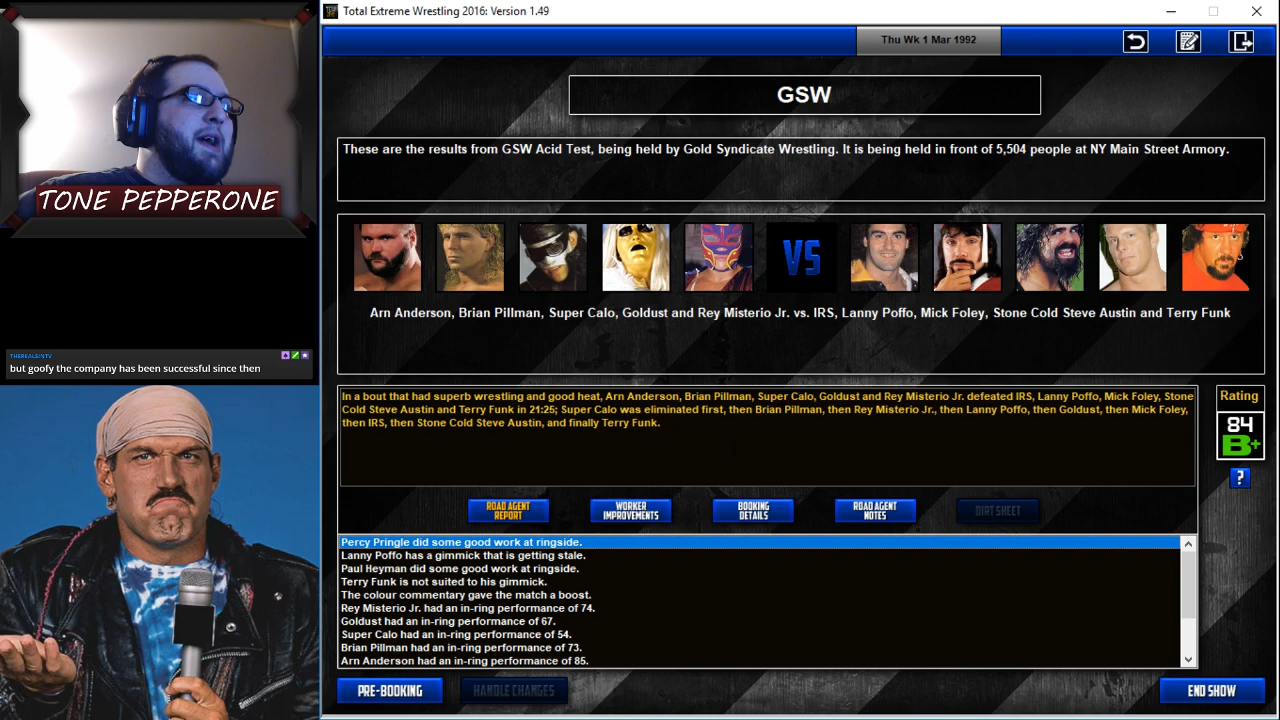 Total Extreme Wrestling 2016: Version 1.49
Thu Wk 1 Mar 1992
GSW
These are the results from GSW Acid Test, being held by Gold Syndicate Wrestling. It is being held in front of 5,504 people at NY Main Street Armory.
TONE PEPPERONE
VS
Arn Anderson, Brian Pillman, Super Calo, Goldust and Rey Misterio Jr. vs. IRS, Lanny Poffo, Mick Foley, Stone Cold Steve Austin and Terry Funk
THEREALSINTV
but goofy the company has been successful since then
In a bout that had superb wrestling and good heat, Arn Anderson, Brian Pillman, Super Calo, Goldust and Rey Misterio Jr. defeated IRS, Lanny Poffo, Mick Foley, Stone
Cold Steve Austin and Terry Funk in 21:25; Super Calo was eliminated first, then Brian Pillman, then Rey Misterio Jr., then Lanny Poffo, then Goldust, then Mick Foley,
then IRS, then Stone Cold Steve Austin, and finally Terry Funk.
Rating
84
B+
?
ROAD AGENT
REPORT
WORKER
IMPROVEMENTS
BOOKING
DETAILS
ROAD AGENT
NOTES
DIRT SHEET
Percy Pringle did some good work at ringside.
Lanny Poffo has a gimmick that is getting stale.
Paul Heyman did some good work at ringside.
Terry Funk is not suited to his gimmick.
The colour commentary gave the match a boost.
Rey Misterio Jr. had an in-ring performance of 74.
Goldust had an in-ring performance of 67.
Super Calo had an in-ring performance of 54.
Brian Pillman had an in-ring performance of 73.
Arn Anderson had an in-ring performance of 85.
PRE-BOOKING
HANDLE CHANGES
END SHOW